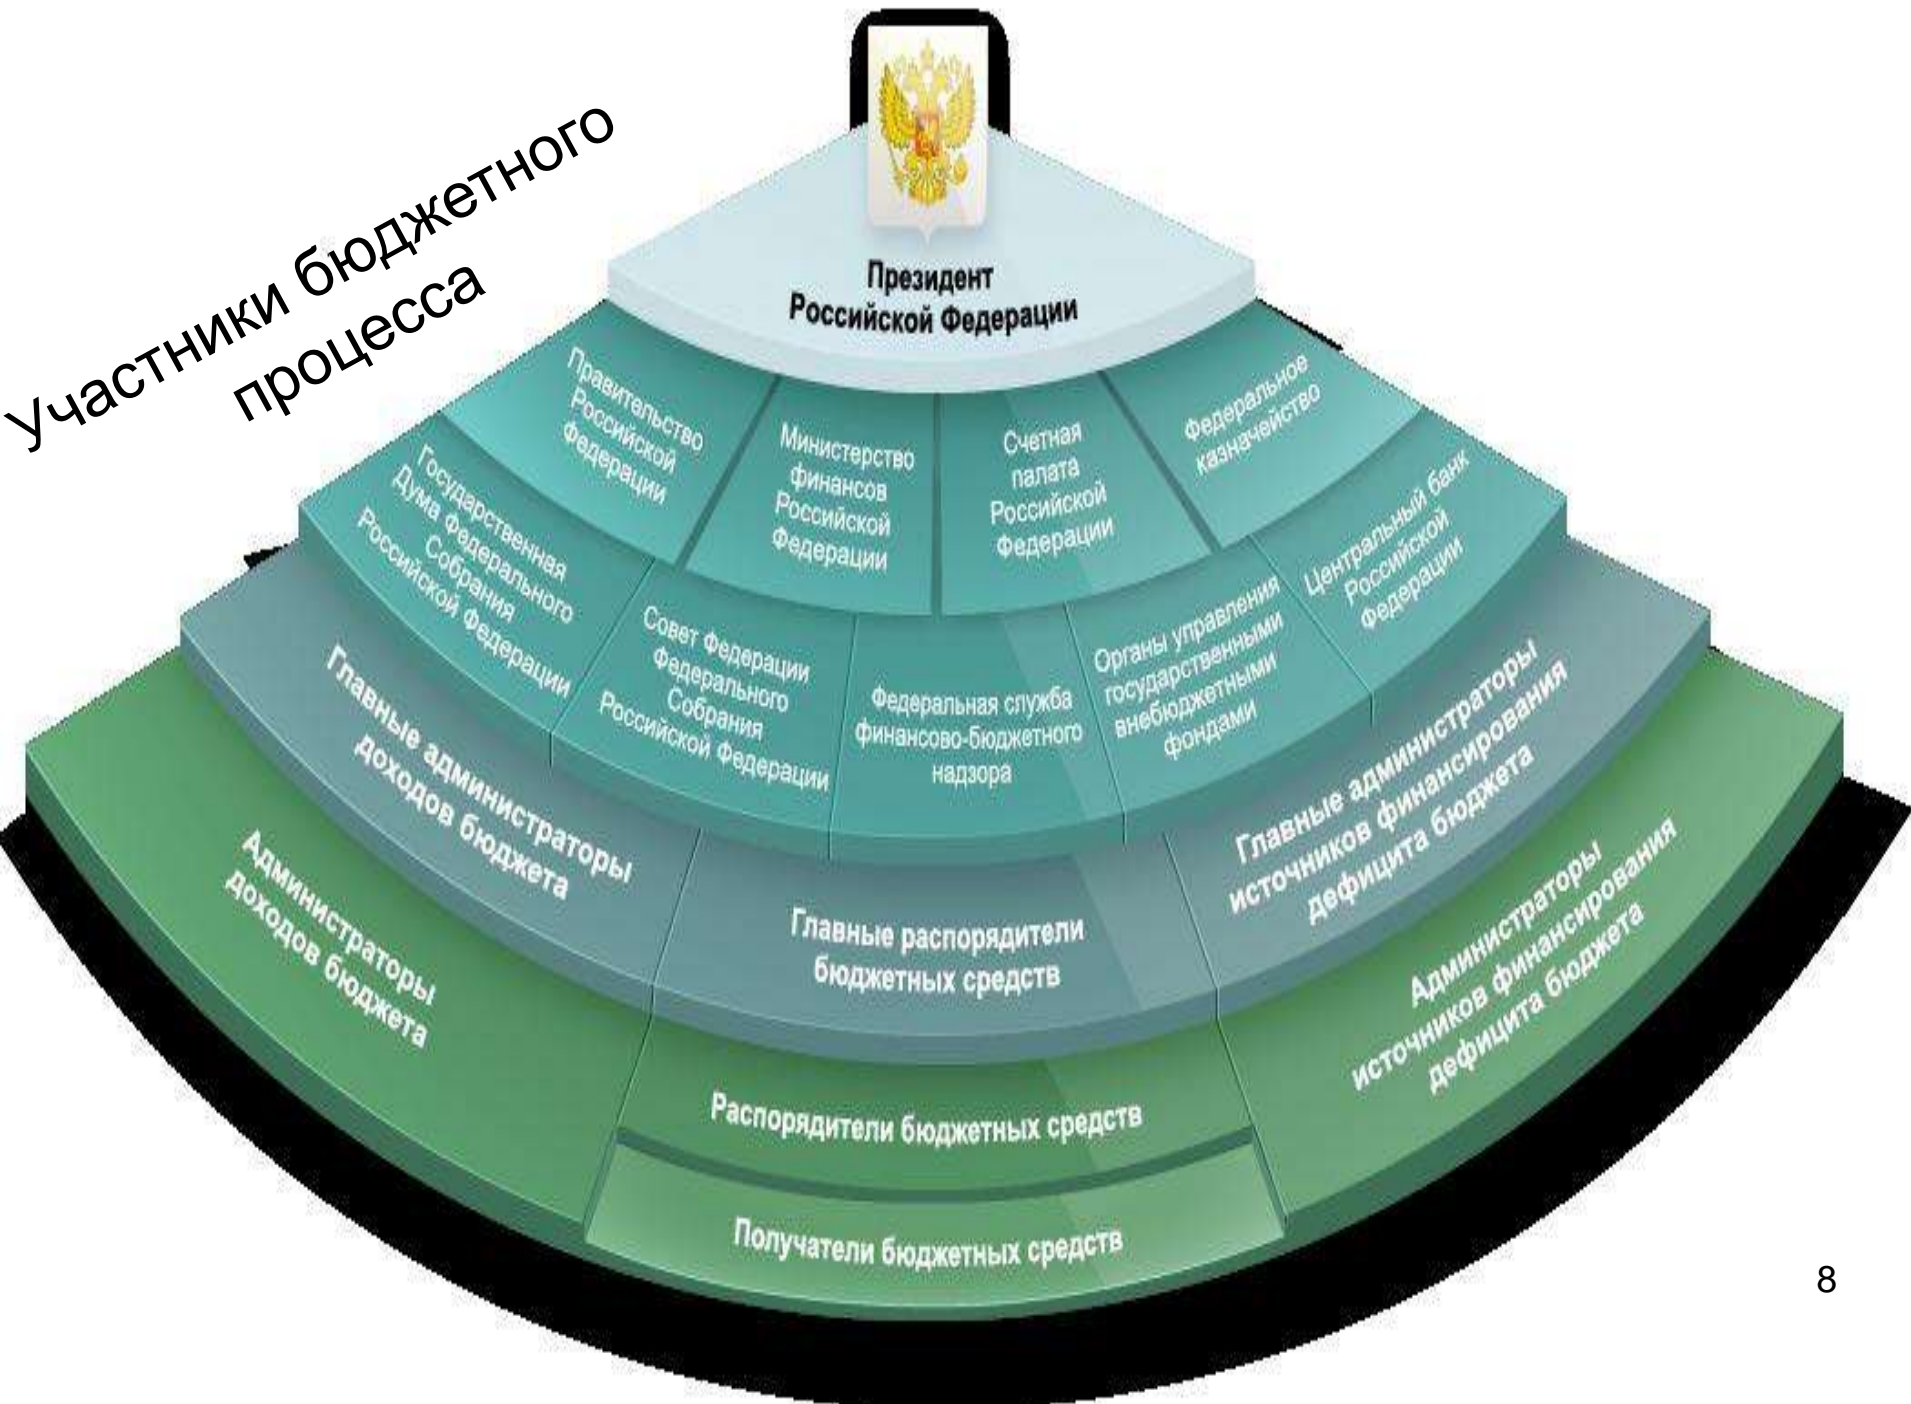 Участники бюджетного
процесса
Президент
Российской Федерации
Правительство
Российской
Федерации
Министерство
финансов
Российской
Федерации
Счетная
палата
Российской
Федерации
Федеральное
казначейство
Государственная
Дума Федерального
Собрания
Российской Федерации
Совет Федерации
Федерального
Собрания
Российской Федерации
Федеральная служба
финансово-бюджетного
надзора
Органы управления
государственными
внебюджетными
фондами
Центральный банк
Российской
Федерации
Главные администраторы
доходов бюджета
Главные распорядители
бюджетных средств
Главные администраторы
источников финансирования
дефицита бюджета
Администраторы
доходов бюджета
Распорядители бюджетных средств
Получатели бюджетных средств
Администраторы
источников финансирования
дефицита бюджета
8